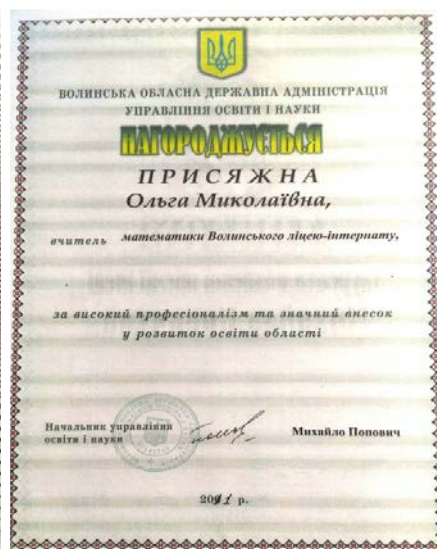 ВОЛИНСЬКА ОБЛАСНА ДЕРЖАВНА АДМІНІСТРАЦІЯ
УПРАВЛІННЯ ОСВІТИ І НАУКИ
НАГОРОДЖУЄТЬСЯ
ПРИСЯЖНА
Ольга Миколаївна,
вчитель математики Волинського ліцею-інтернату,
за високий професіоналізм та значний внесок
у розвиток освіти області
Начальник управління
освіти і науки
Михайло Попович
2011 р.